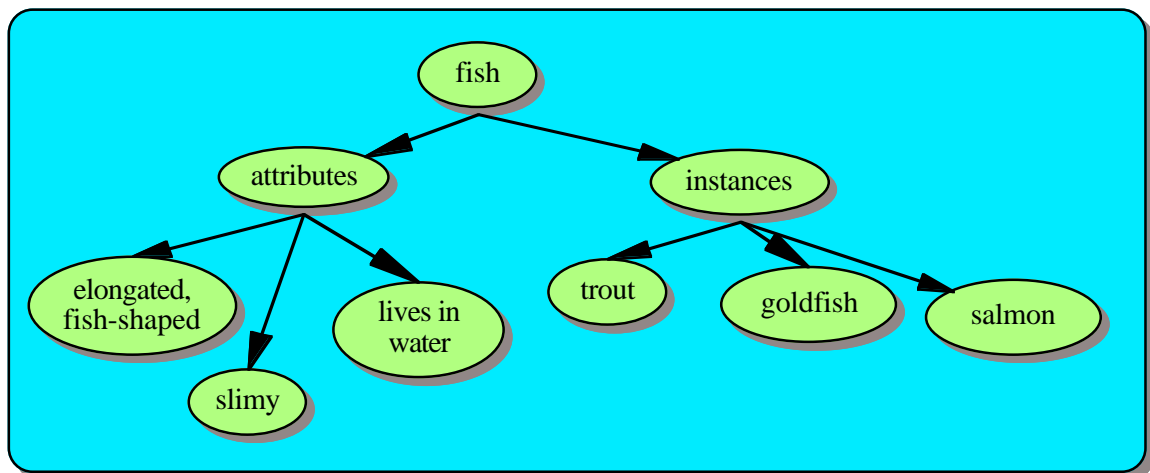 fish
attributes
instances
elongated,
fish-shaped
slimy
lives in
water
trout
goldfish
salmon